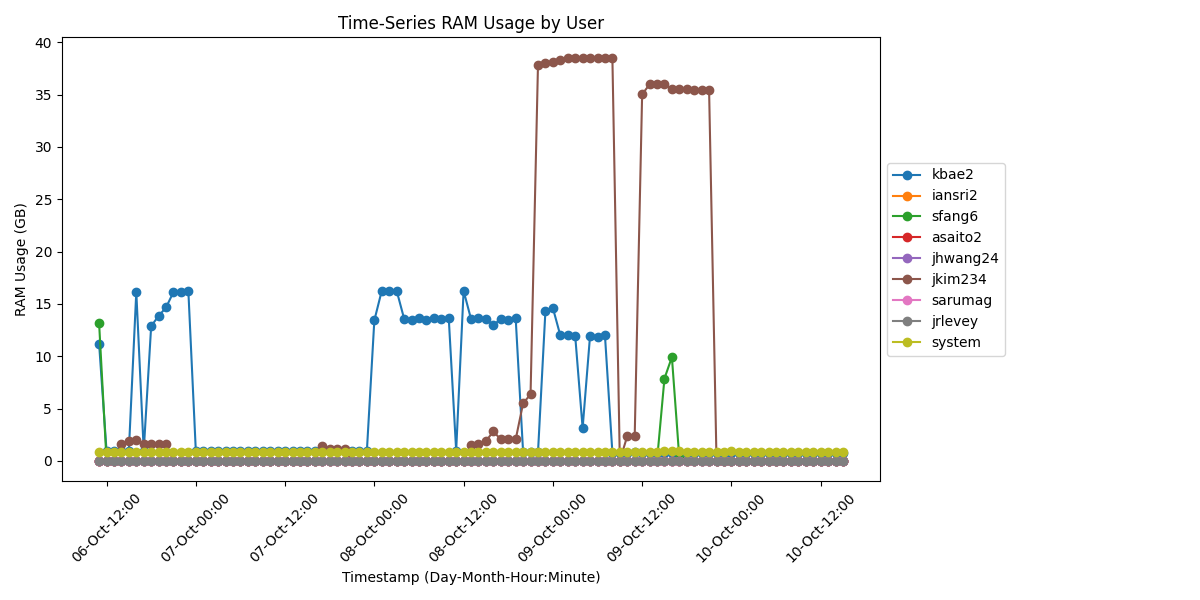 Time-Series RAM Usage by User
RAM Usage (GB)
40
35
30
25
20
15
10
5
0
06-Oct-12:00
07-Oct-00:00
07-Oct-12:00
08-Oct-00:00
08-Oct-12:00
09-Oct-00:00
09-Oct-12:00
10-Oct-00:00
10-Oct-12:00
Timestamp (Day-Month-Hour:Minute)
kbae2
iansri2
sfang6
asaito2
jhwang24
jkim234
sarumag
jrlevey
system